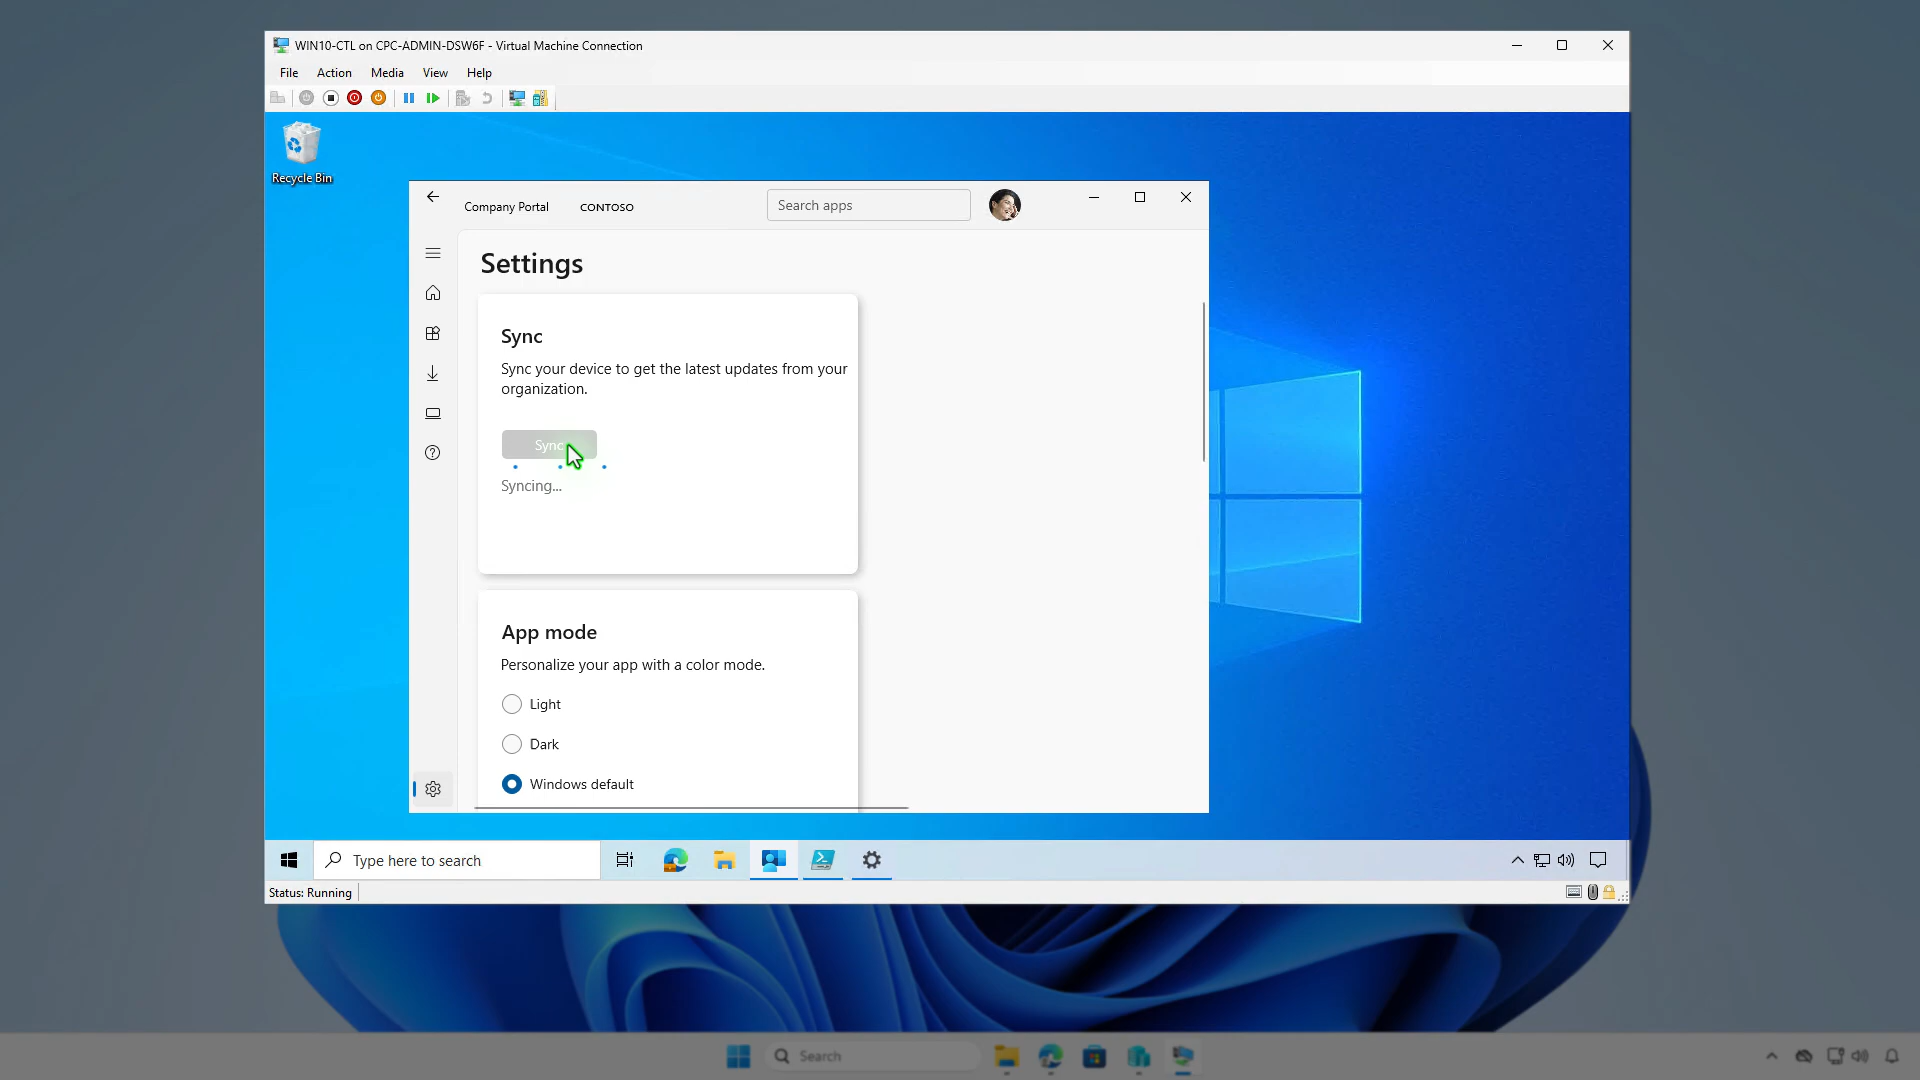 WIN10-CTL on CPC-ADMIN-DSW6F - Virtual Machine Connection
File Action Media View Help
Recycle Bin
Company Portal CONTOSO Search apps
Settings
Sync
Sync your device to get the latest updates from your
organization.
Sync
Syncing...
App mode
Personalize your app with a color mode.
Light
Dark
Windows default
Type here to search
Status: Running
Search